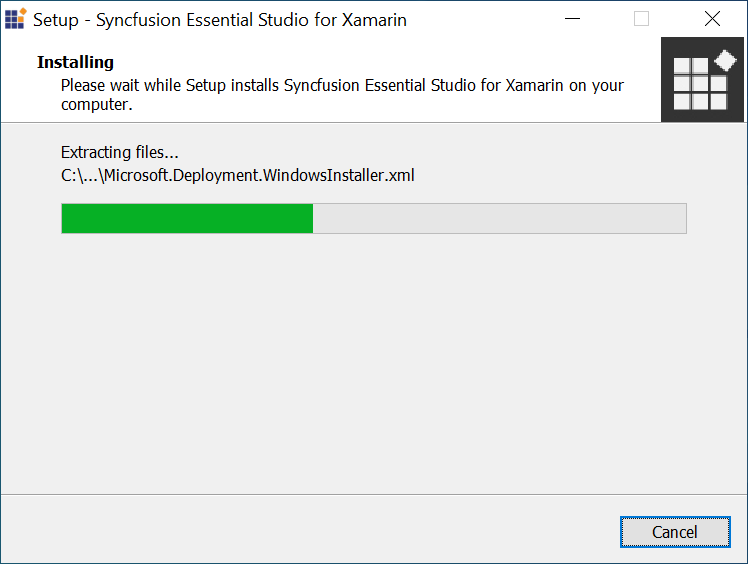 Setup - Syncfusion Essential Studio for Xamarin
Installing
Please wait while Setup installs Syncfusion Essential Studio for Xamarin on your
computer.
Extracting files...
C:\...\Microsoft.Deployment.WindowsInstaller.xml
Cancel